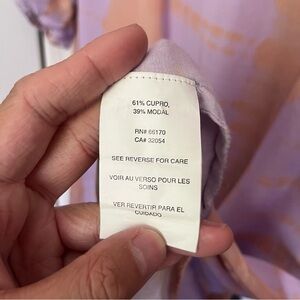 61% CUPRO,
39% MODAL
RN# 66170
CA# 32054
SEE REVERSE FOR CARE
VOIR AU VERSO POUR LES
SOINS
VER REVERTIR PARA EL
CUIDADO